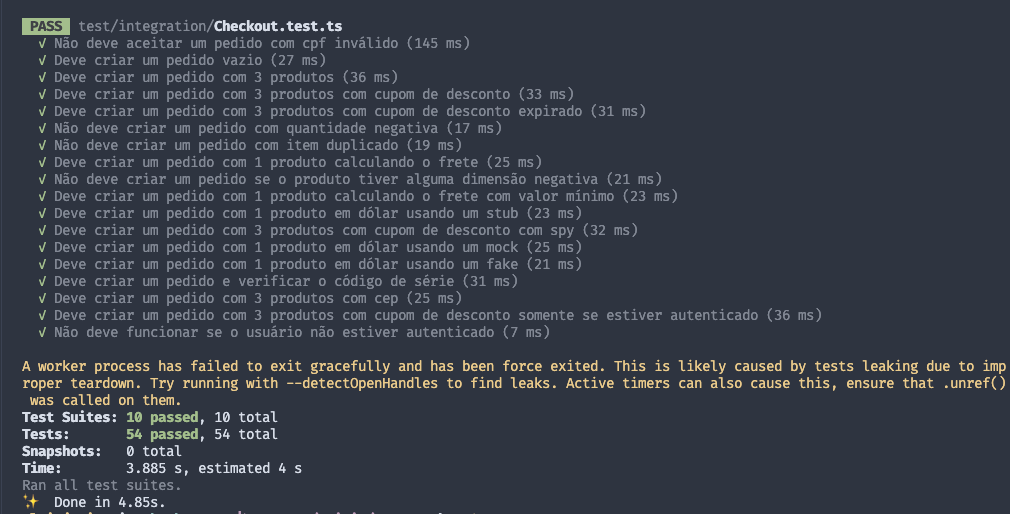 PASS test/integration/Checkout.test.ts
✓ Não deve aceitar um pedido com cpf inválido (145 ms)
✓ Deve criar um pedido vazio (27 ms)
✓ Deve criar um pedido com 3 produtos (36 ms)
✓ Deve criar um pedido com 3 produtos com cupom de desconto (33 ms)
✓ Deve criar um pedido com 3 produtos com cupom de desconto expirado (31 ms)
✓ Não deve criar um pedido com quantidade negativa (17 ms)
✓ Não deve criar um pedido com item duplicado (19 ms)
✓ Deve criar um pedido com 1 produto calculando o frete (25 ms)
✓ Não deve criar um pedido se o produto tiver alguma dimensão negativa (21 ms)
✓ Deve criar um pedido com 1 produto calculando o frete com valor mínimo (23 ms)
✓ Deve criar um pedido com 1 produto em dólar usando um stub (23 ms)
✓ Deve criar um pedido com 3 produtos com cupom de desconto com spy (32 ms)
✓ Deve criar um pedido com 1 produto em dólar usando um mock (25 ms)
✓ Deve criar um pedido com 1 produto em dólar usando um fake (21 ms)
✓ Deve criar um pedido e verificar o código de série (31 ms)
✓ Deve criar um pedido com 3 produtos com cep (25 ms)
✓ Deve criar um pedido com 3 produtos com cupom de desconto somente se estiver autenticado (36 ms)
✓ Não deve funcionar se o usuário não estiver autenticado (7 ms)
A worker process has failed to exit gracefully and has been force exited. This is likely caused by tests leaking due to imp
roper teardown. Try running with --detectOpenHandles to find leaks. Active timers can also cause this, ensure that .unref()
was called on them.
Test Suites: 10 passed, 10 total
Tests: 54 passed, 54 total
Snapshots: 0 total
Time: 3.885 s, estimated 4 s
Ran all test suites.
✨ Done in 4.85s.